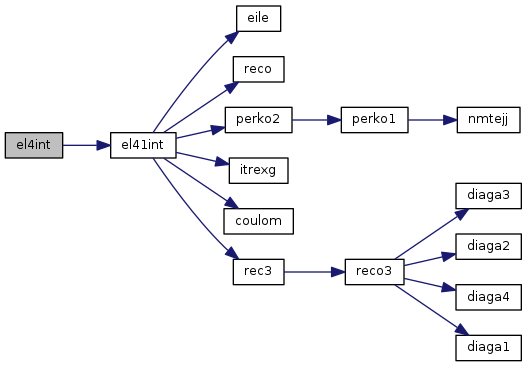 eile
reco
perko2
perko1
nmtejj
el4int
el41int
itrexg
coulom
rec3
reco3
diaga3
diaga2
diaga4
diaga1